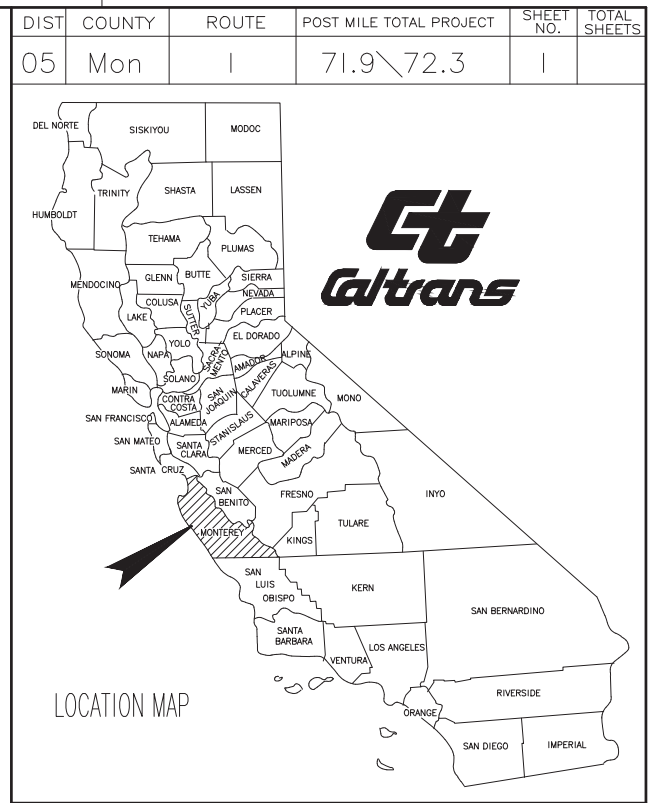 DIST COUNTY ROUTE POST MILE TOTAL PROJECT SHEET NO. TOTAL SHEETS
05 Mon 1 71.9\72.3 1
DEL NORTE
SISKIYOU
MODOC
TRINITY
SHASTA
LASSEN
HUMBOLDT
TEHAMA
PLUMAS
MENDOCINO
GLENN
BUTTE
SIERRA
NEVADA
YUBA
COLUSA
SUTTER
PLACER
LAKE
YOLO
EL DORADO
SONOMA
NAPA
SACRA-
MENTO
AMADOR
ALPINE
SOLANO
CALAVERAS
MARIN
CONTRA
COSTA
SAN
JOAQUIN
TUOLUMNE
MONO
SAN FRANCISCO
ALAMEDA
STANISLAUS
MARIPOSA
SAN MATEO
SANTA
CLARA
MERCED
MADERA
SANTA CRUZ
SAN
BENITO
FRESNO
INYO
MONTEREY
KINGS
TULARE
SAN
LUIS
OBISPO
KERN
SAN BERNARDINO
SANTA
BARBARA
VENTURA
LOS ANGELES
ORANGE
RIVERSIDE
SAN DIEGO
IMPERIAL
Ct
Caltrans
LOCATION MAP